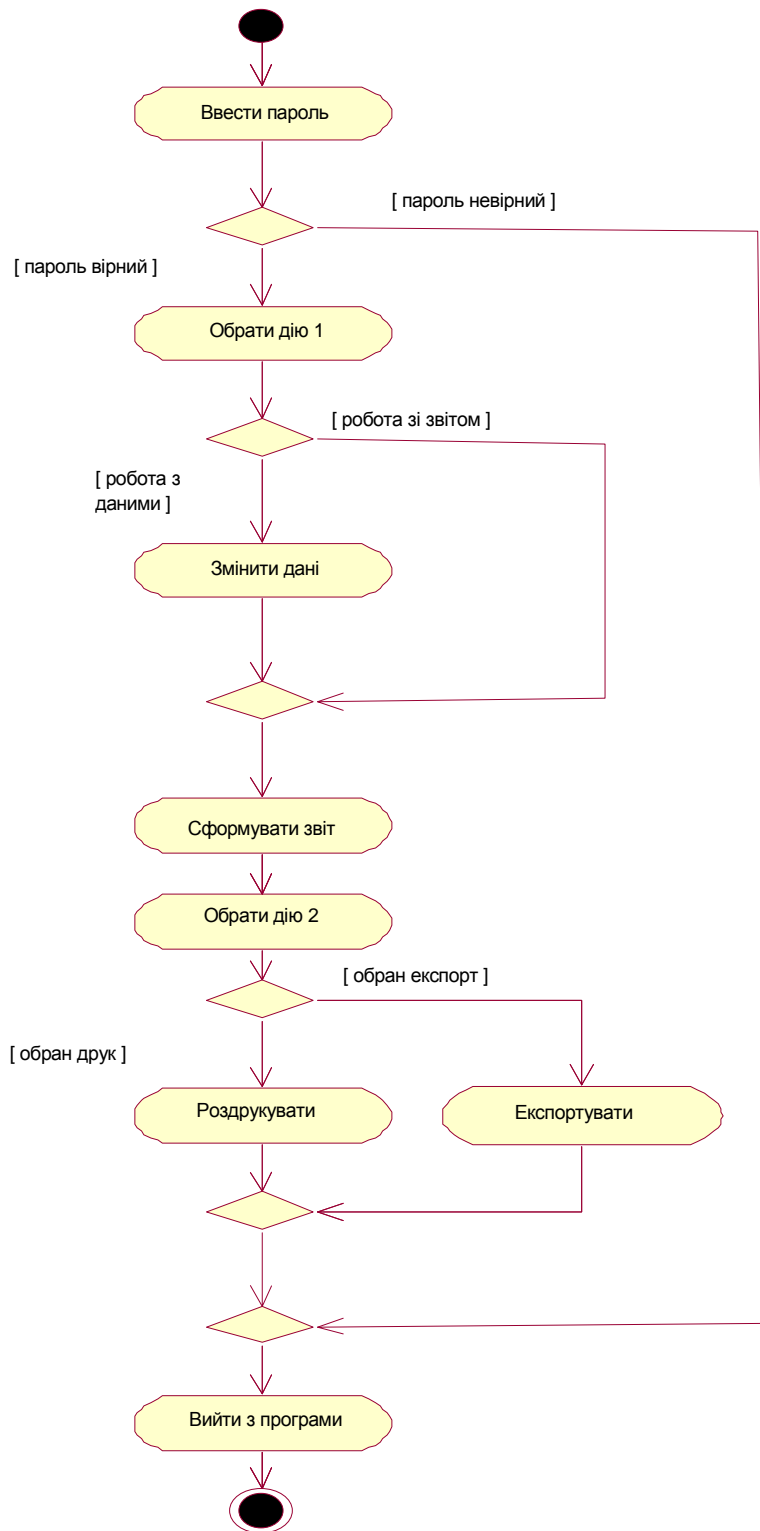 Ввести пароль
[ пароль невірний ]
[ пароль вірний ]
Обрати дію 1
[ робота зі звітом ]
[ робота з
даними ]
Змінити дані
Сформувати звіт
Обрати дію 2
[ обран експорт ]
[ обран друк ]
Роздрукувати
Експортувати
Вийти з програми